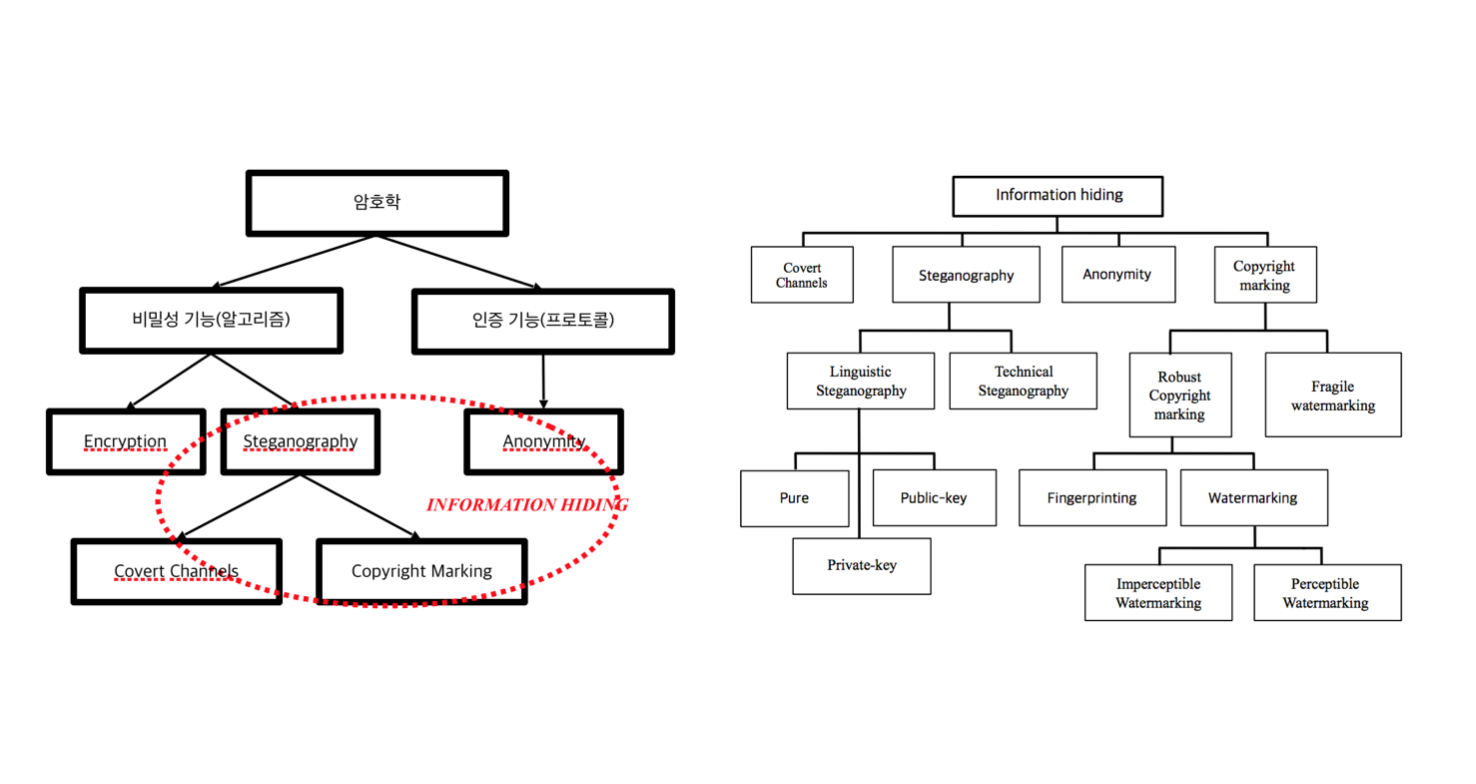 암호학
비밀성 기능(알고리즘)
인증 기능(프로토콜)
Encryption
Steganography
Anonymity
INFORMATION HIDING
Covert Channels
Copyright Marking
Information hiding
Covert
Channels
Steganography
Anonymity
Copyright
marking
Linguistic
Steganography
Technical
Steganography
Robust
Copyright
marking
Fragile
watermarking
Pure
Public-key
Private-key
Fingerprinting
Watermarking
Imperceptible
Watermarking
Perceptible
Watermarking